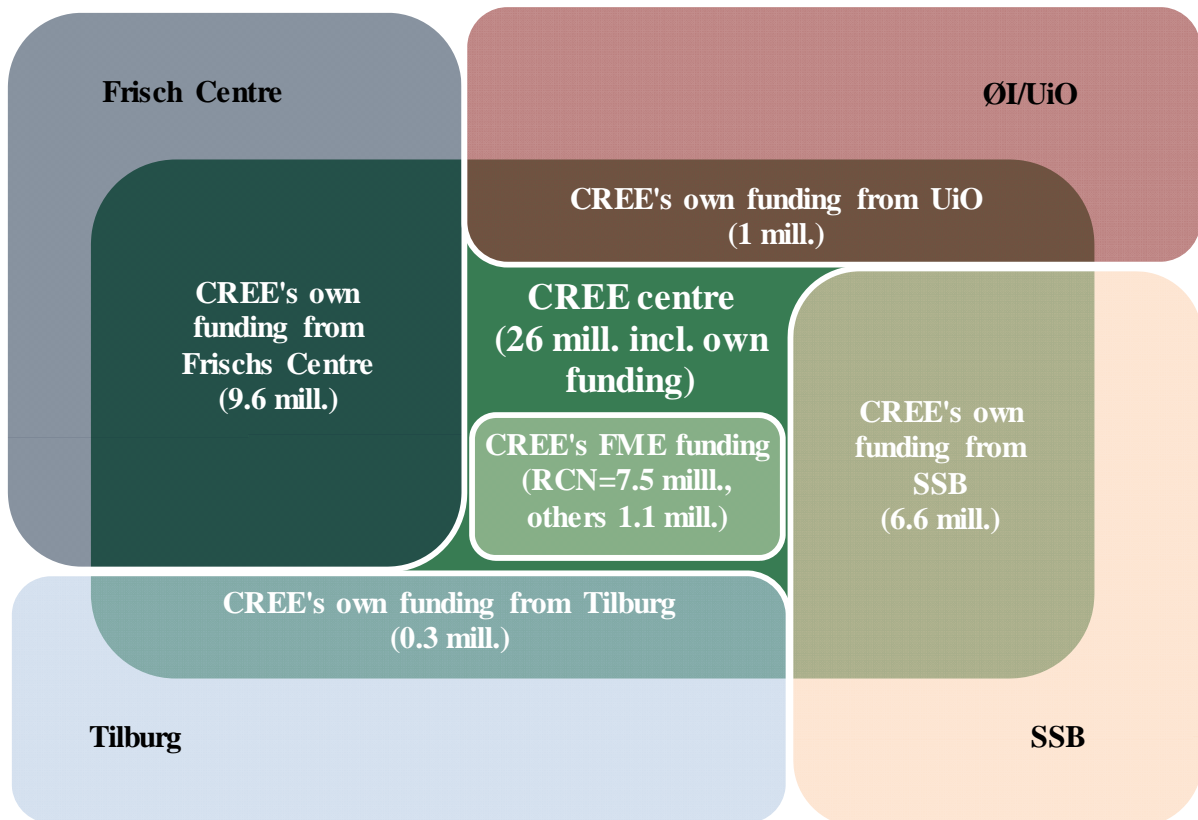 Frisch Centre
ØI/UiO
CREE's own funding from UiO
(1 mill.)
CREE's own
funding from
Frischs Centre
(9.6 mill.)
CREE centre
(26 mill. incl. own
funding)
CREE's FME funding
(RCN=7.5 milll.,
others 1.1 mill.)
CREE's own
funding from
SSB
(6.6 mill.)
CREE's own funding from Tilburg
(0.3 mill.)
Tilburg
SSB